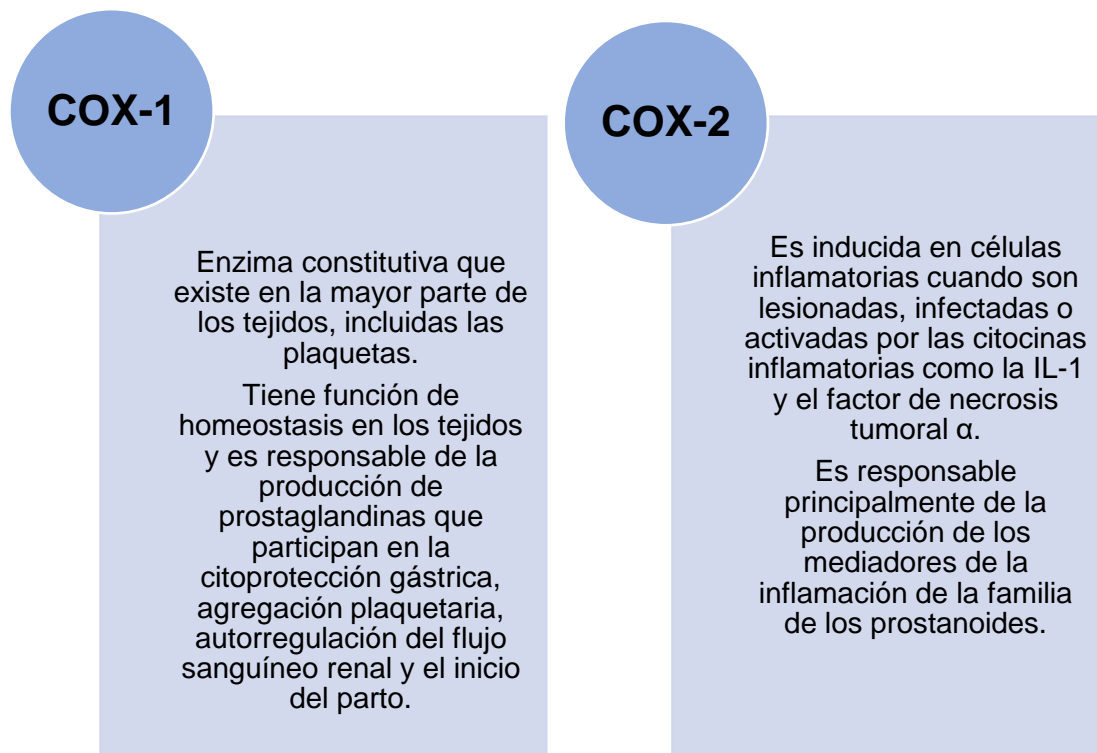 COX-1
Enzima constitutiva que
existe en la mayor parte de
los tejidos, incluidas las
plaquetas.
Tiene función de
homeostasis en los tejidos
y es responsable de la
producción de
prostaglandinas que
participan en la
citoprotección gástrica,
agregación plaquetaria,
autorregulación del flujo
sanguíneo renal y el inicio
del parto.
COX-2
Es inducida en células
inflamatorias cuando son
lesionadas, infectadas o
activadas por las citocinas
inflamatorias como la IL-1
y el factor de necrosis
tumoral α.
Es responsable
principalmente de la
producción de los
mediadores de la
inflamación de la familia
de los prostanoides.